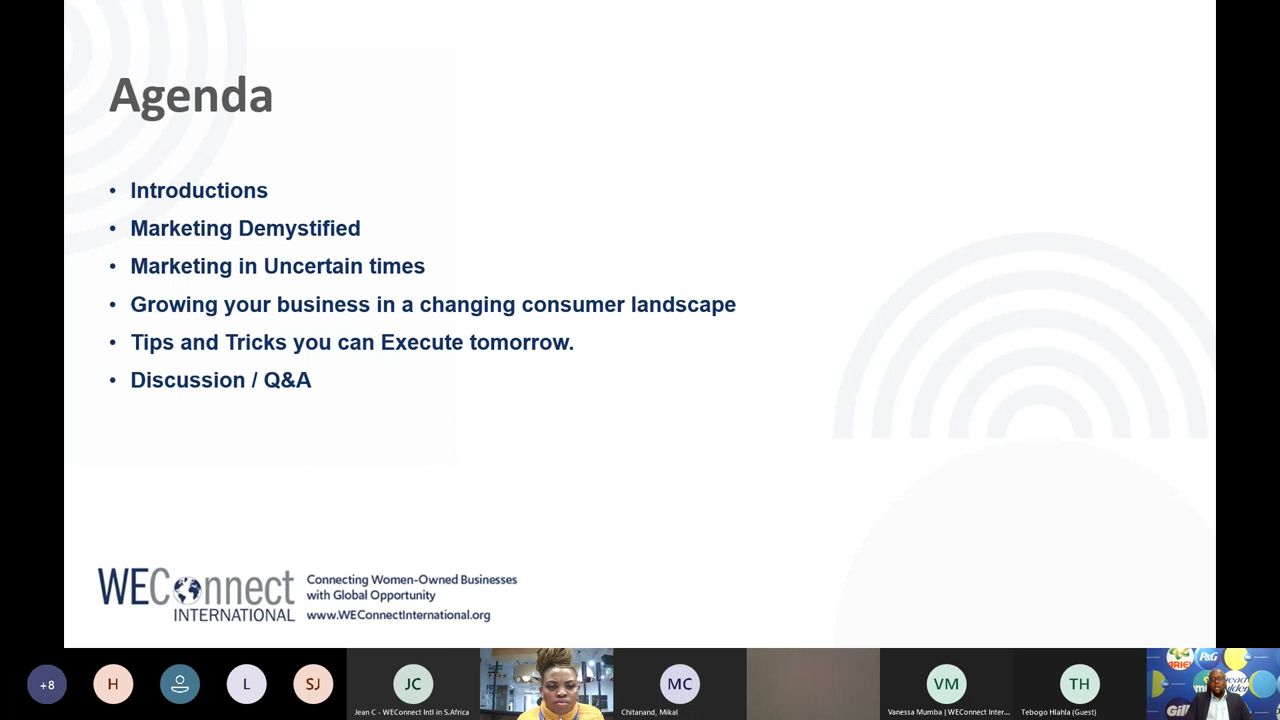 Agenda
• Introductions
• Marketing Demystified
• Marketing in Uncertain times
• Growing your business in a changing consumer landscape
• Tips and Tricks you can Execute tomorrow.
• Discussion / Q&A
WEConnect
INTERNATIONAL
Connecting Women-Owned Businesses
with Global Opportunity
www.WEConnectInternational.org
+8
H
L
SJ
JC
Jean C - WEConnect Intl in S.Africa
MC
Chitanand, Mikal
VM
Vanessa Mumba | WEConnect Inter...
TH
Tebogo Hlahla (Guest)
ARIEL
P&G